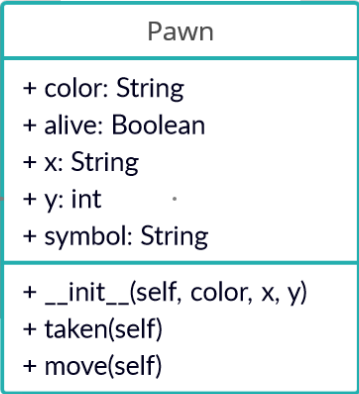 Pawn
+ color: String
+ alive: Boolean
+ x: String
+ y: int
+ symbol: String
+ __init__(self, color, x, y)
+ taken(self)
+ move(self)